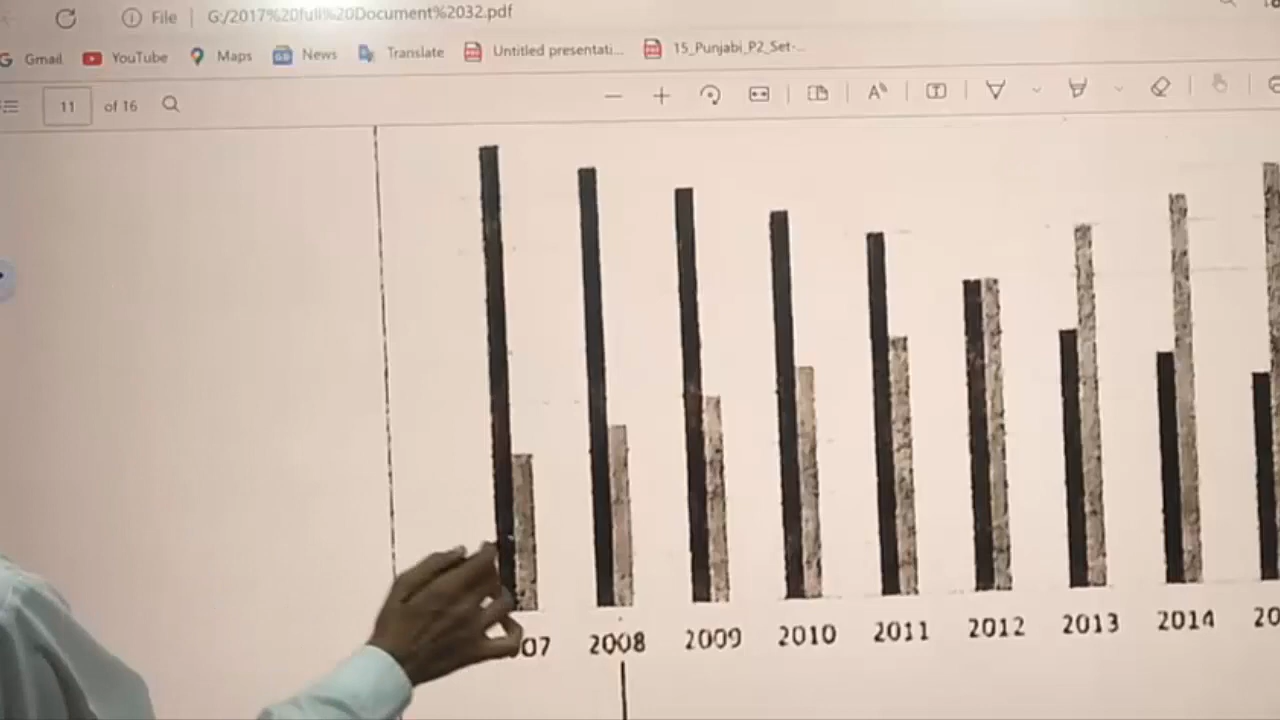 File G:/2017%20full%20Document%2032.pdf
Gmail YouTube Maps News Translate Untitled presentati... 15_Punjabi_P2_Set-...
11 of 16
07 2008 2009 2010 2011 2012 2013 2014 20